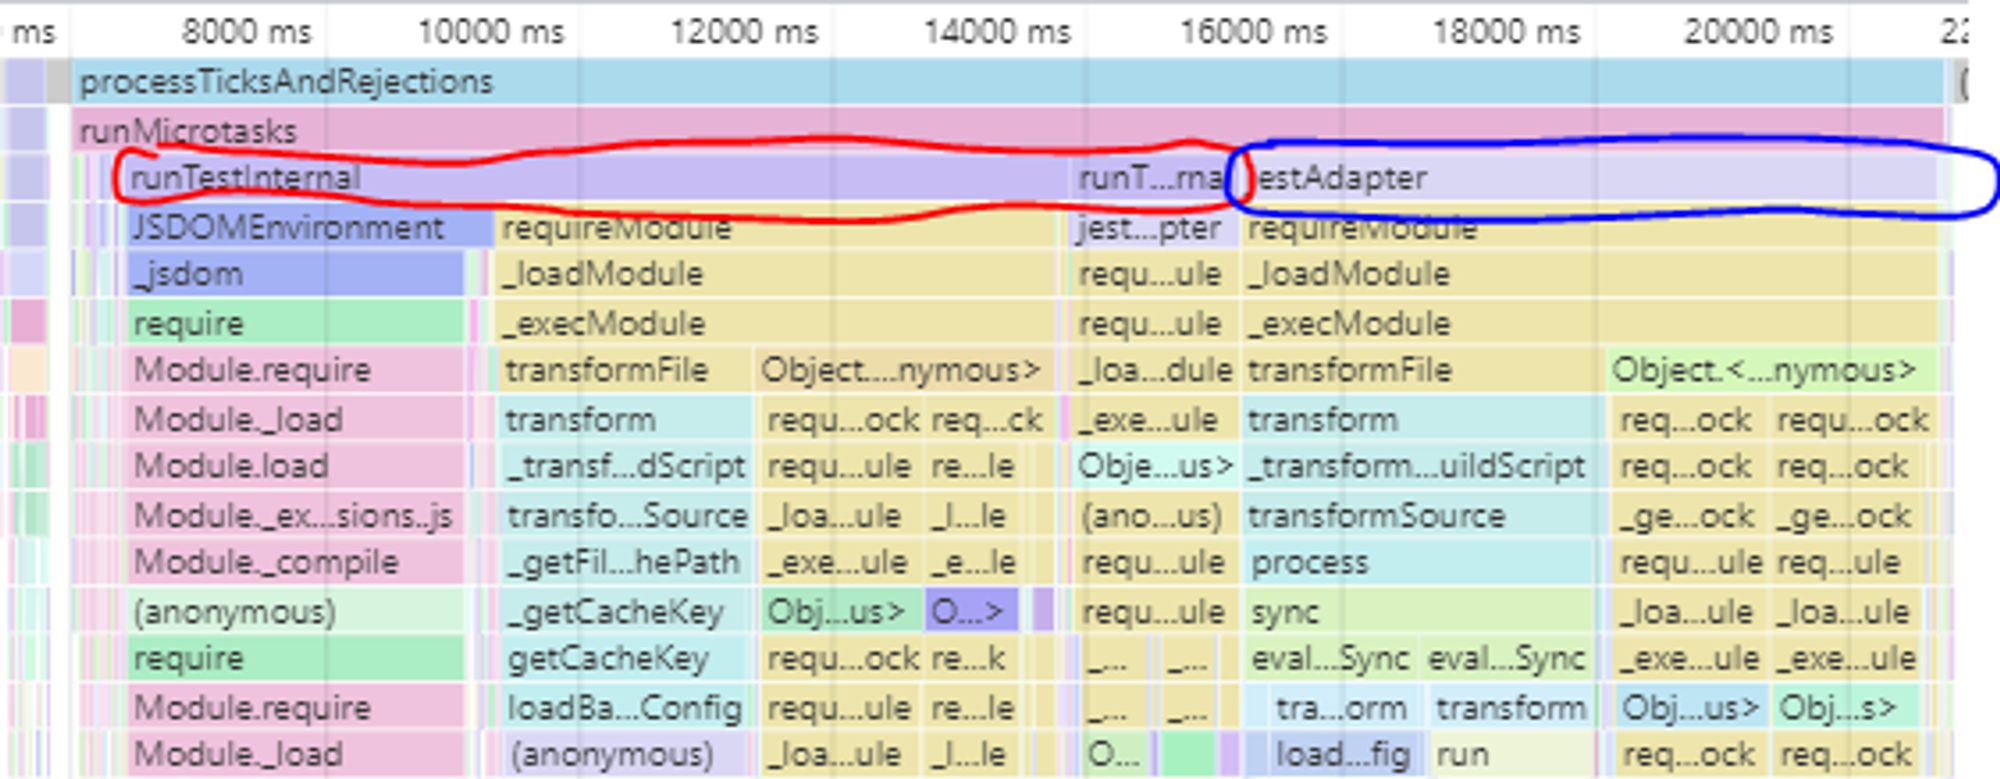 ms 8000 ms 10000 ms 12000 ms 14000 ms 16000 ms 18000 ms 20000 ms 22
processTicksAndRejections (
runMicrotasks
runTestInternal runT...rna estAdapter
JSDOMEnvironment requireModule jest...pter requireModule
_jsdom _loadModule requ...ule _loadModule
require _execModule requ...ule _execModule
Module.require transformFile Object....nymous> _loa...dule transformFile Object.<...nymous>
Module._load transform requ...ock req...ck _exe...ule transform req...ock requ...ock
Module.load _transf...dScript requ...ule re...le Obje...us> _transform...uildScript req...ock req...ock
Module._ex...sions..js transfo...Source _loa...ule _l...le (ano...us) transformSource _ge...ock _ge...ock
Module._compile _getFil...hePath _exe...ule _e...le requ...ule process requ...ule req...ule
(anonymous) _getCacheKey Obj...us> O...> requ...ule sync _loa...ule _loa...ule
require getCacheKey requ...ock re...k _... _... eval...Sync eval...Sync _exe...ule _exe...ule
Module.require loadBa...Config requ...ule re...le _... _... tra...orm transform Obj...us> Obj...s>
Module._load (anonymous) _loa...ule _l...le O... load...fig run req...ock req...ock